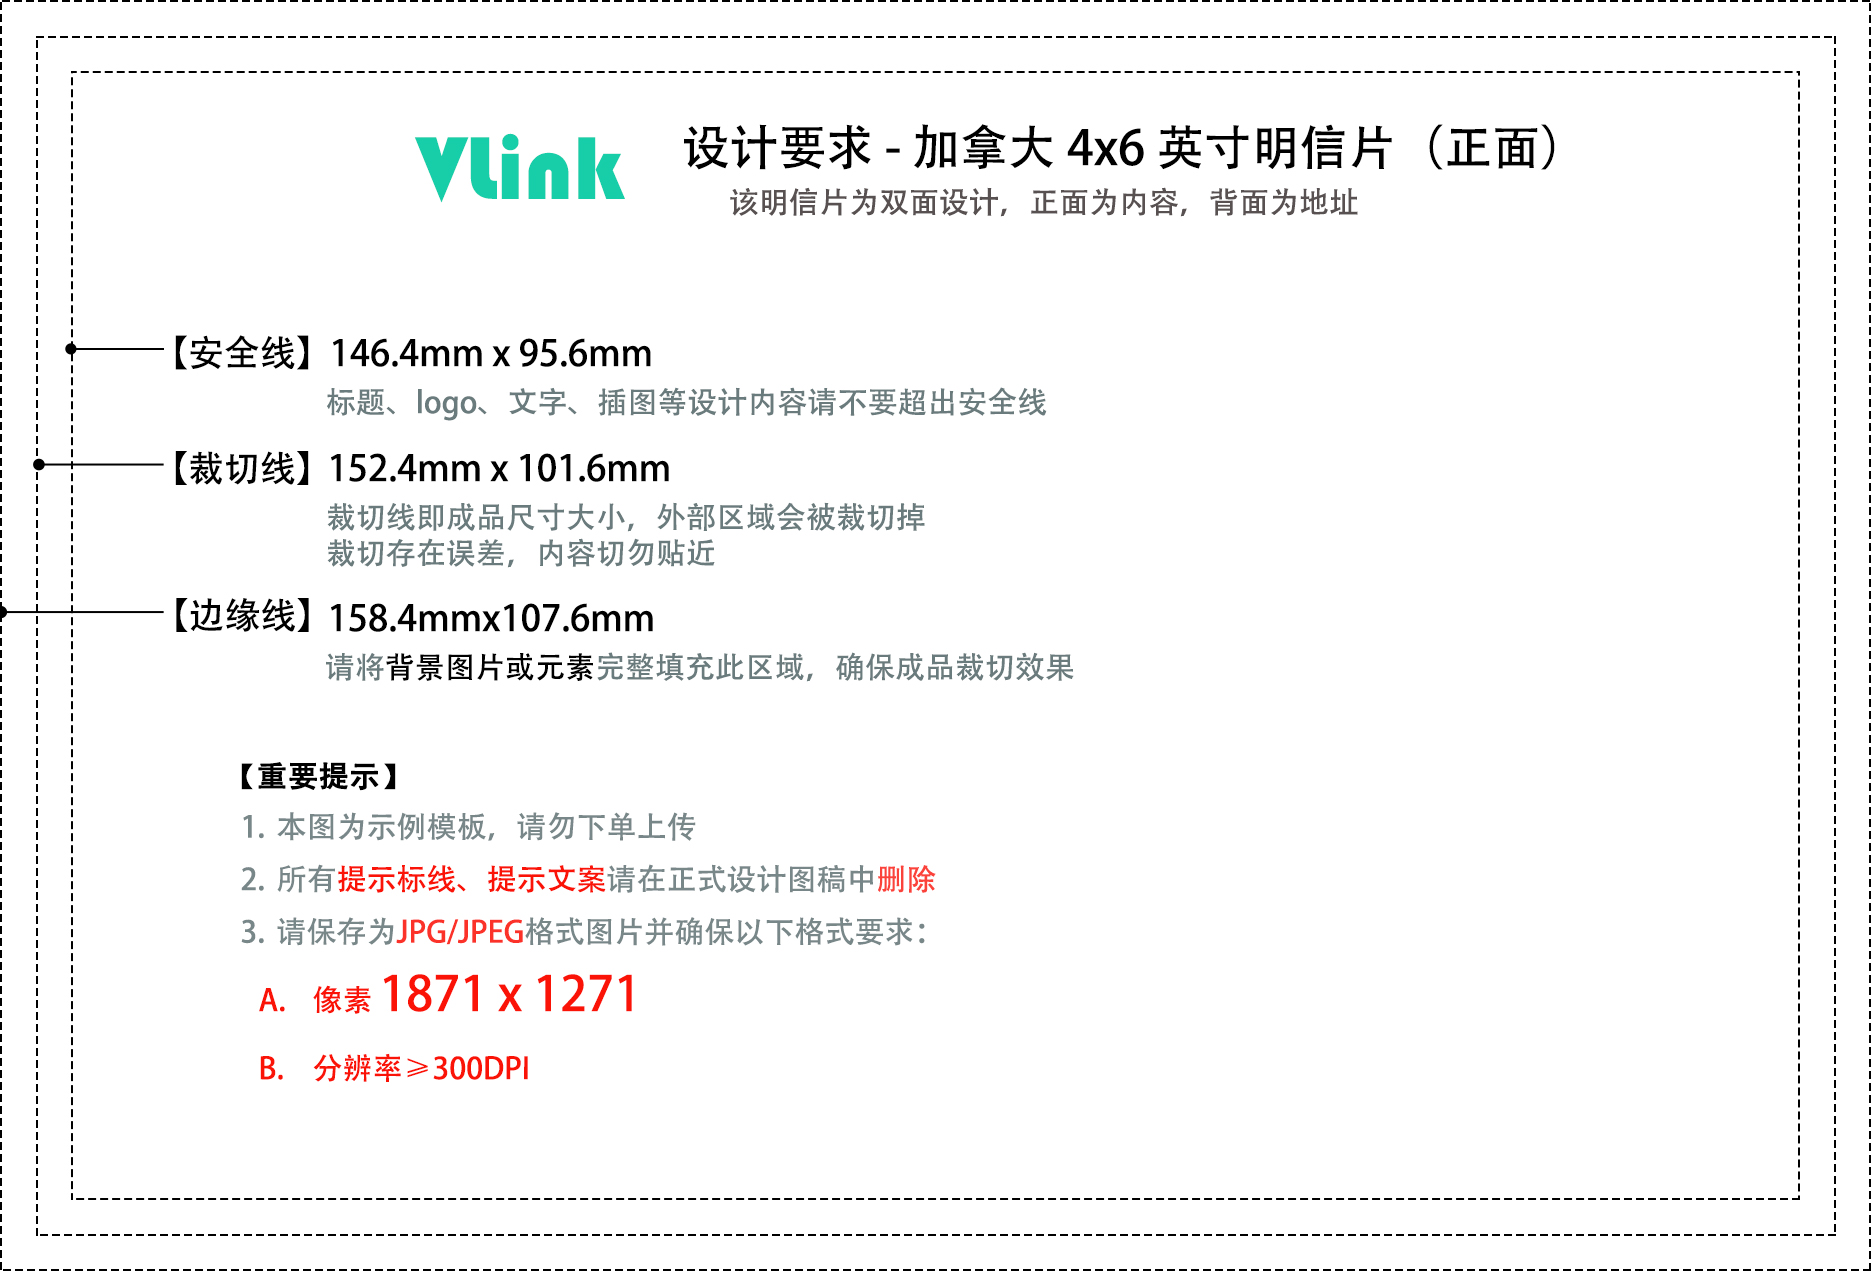 VLink
设计要求 - 加拿大 4x6 英寸明信片（正面）
该明信片为双面设计，正面为内容，背面为地址
【安全线】146.4mm x 95.6mm
标题、logo、文字、插图等设计内容请不要超出安全线
【裁切线】152.4mm x 101.6mm
裁切线即成品尺寸大小，外部区域会被裁切掉
裁切存在误差，内容切勿贴近
【边缘线】158.4mmx107.6mm
请将背景图片或元素完整填充此区域，确保成品裁切效果
【重要提示】
1. 本图为示例模板，请勿下单上传
2. 所有提示标线、提示文案请在正式设计图稿中删除
3. 请保存为JPG/JPEG格式图片并确保以下格式要求：
A. 像素 1871 x 1271
B. 分辨率≥300DPI